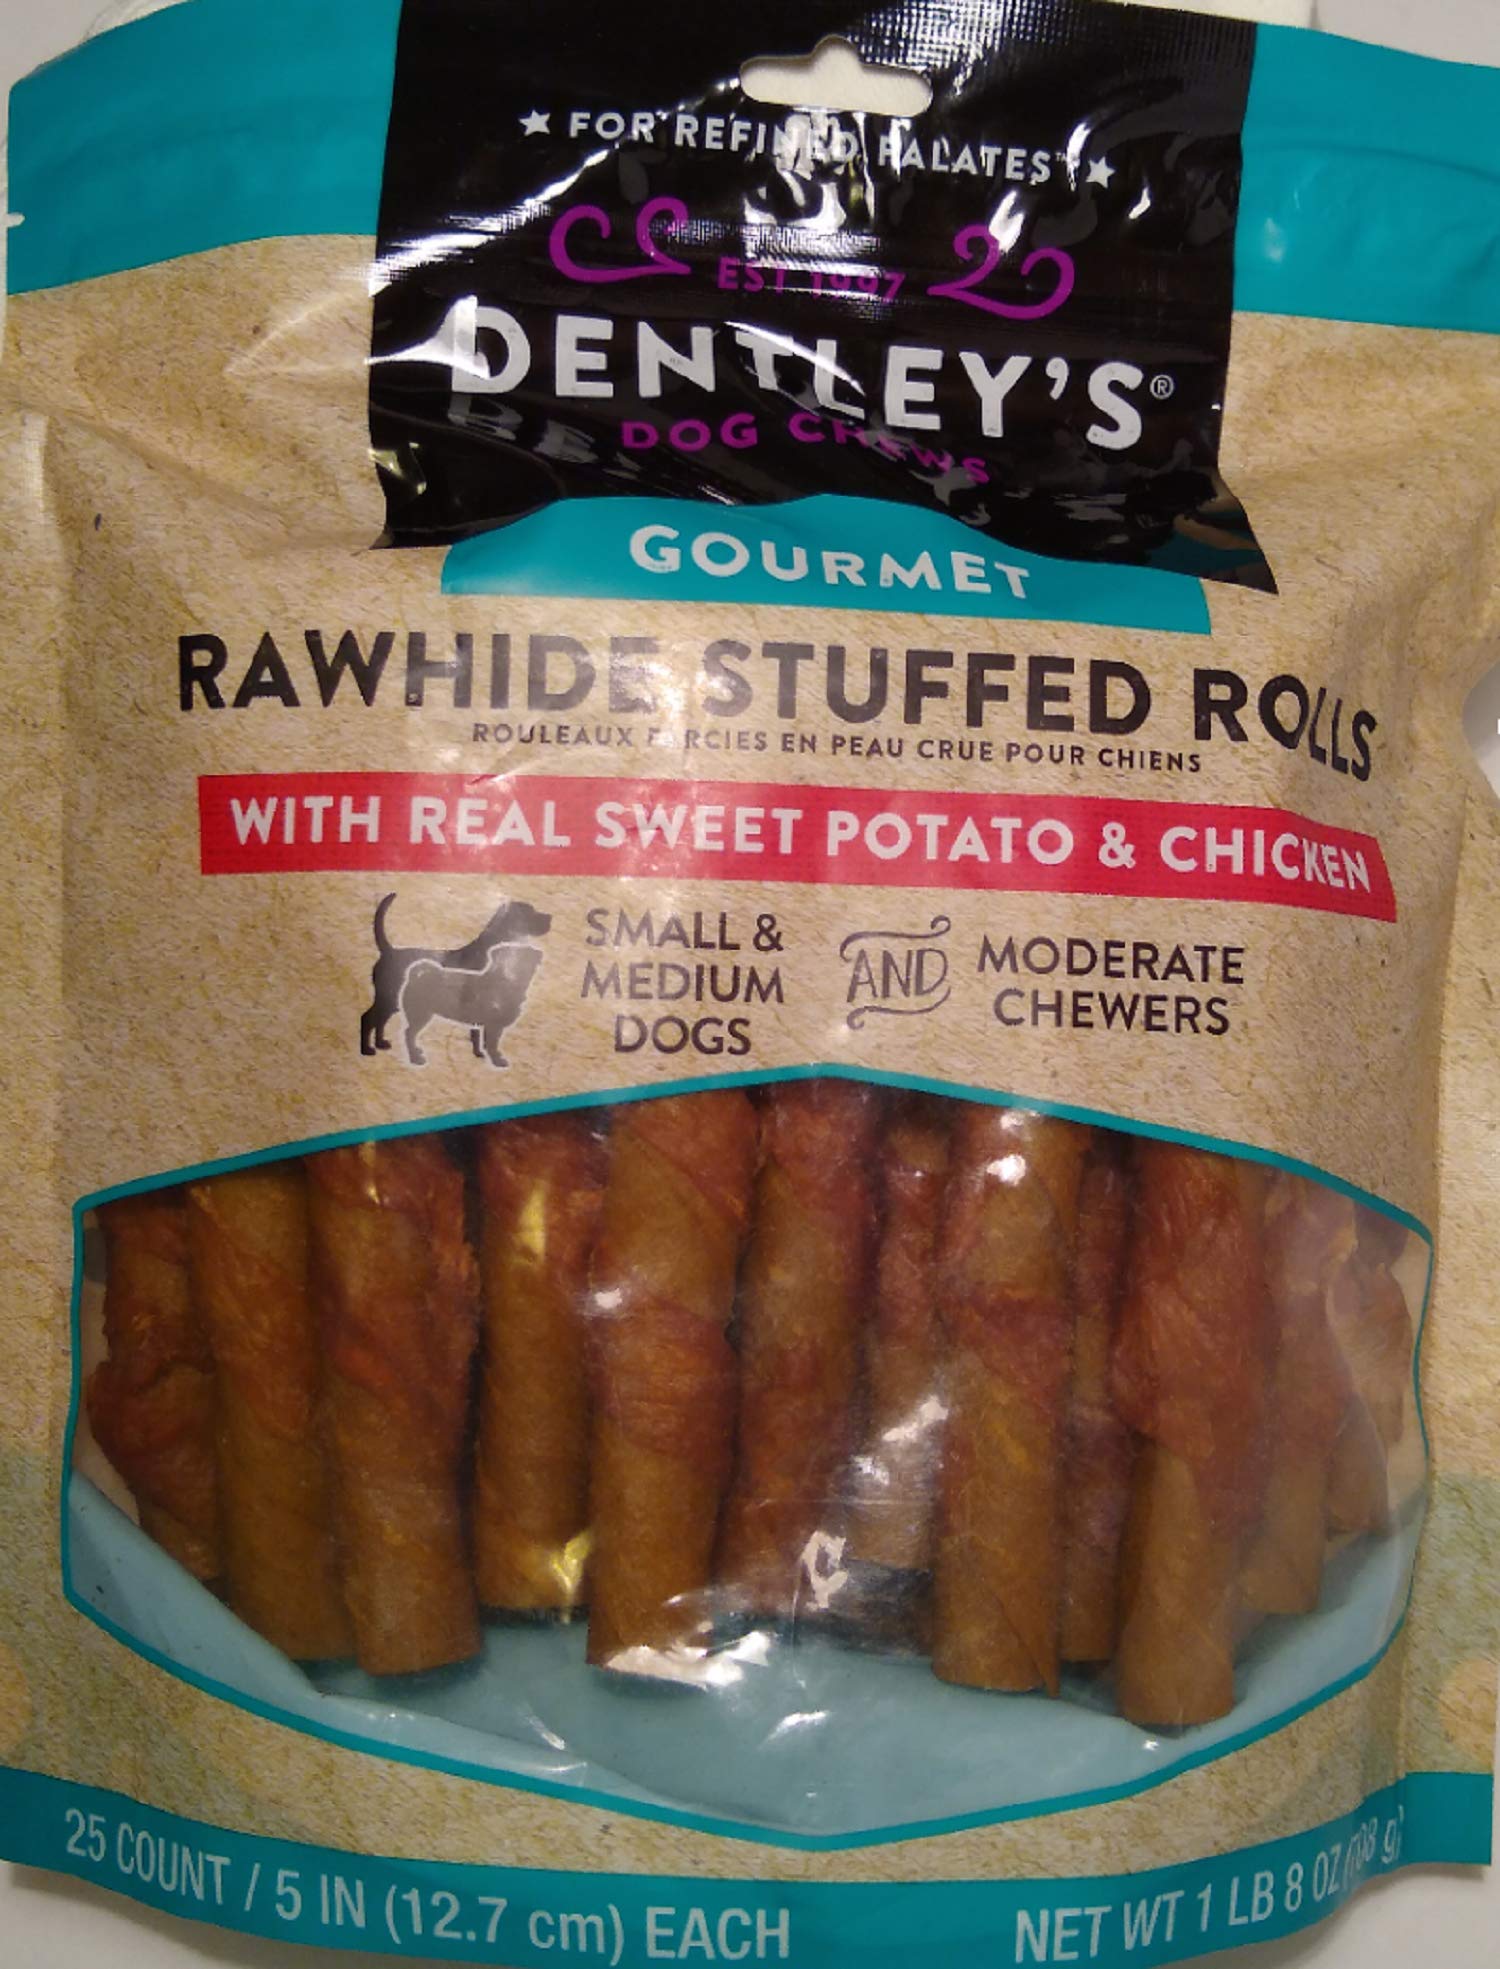 ★ FOR REFINED PALATES™ ★
EST 1997
DENTLEY'S®
DOG CHEWS
GOURMET
RAWHIDE STUFFED ROLLS
ROULEAUX FARCIES EN PEAU CRUE POUR CHIENS
WITH REAL SWEET POTATO & CHICKEN
SMALL &
MEDIUM
DOGS
AND
MODERATE
CHEWERS
25 COUNT / 5 IN (12.7 cm) EACH
NET WT 1 LB 8 OZ (708 g)